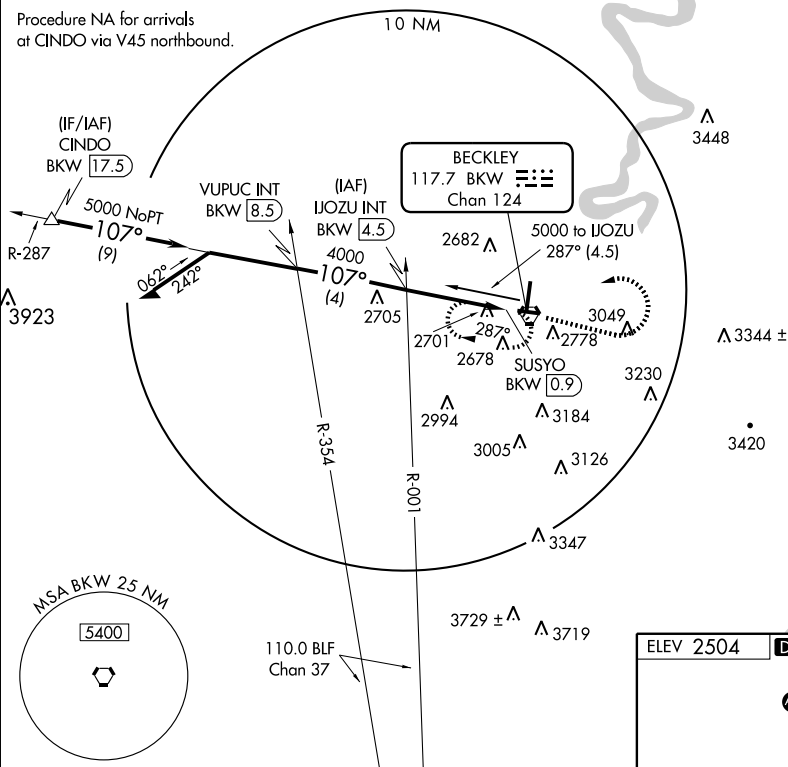 Procedure NA for arrivals
at CINDO via V45 northbound.
10 NM
3448
(IF/IAF)
CINDO
BKW 17.5
VUPUC INT
BKW 8.5
(IAF)
IJOZU INT
BKW 4.5
BECKLEY
117.7 BKW
Chan 124
5000 NoPT
107°
(9)
R-287
4000
107°
(4)
2682
5000 to IJOZU
287° (4.5)
062°
242°
3923
2705
2701
287°
2678
2778
3049
3344 ±
SUSYO
BKW 0.9
3230
2994
3184
3005
3126
3420
R-354
R-001
3347
MSA BKW 25 NM
5400
3729 ±
3719
110.0 BLF
Chan 37
ELEV 2504
D
A